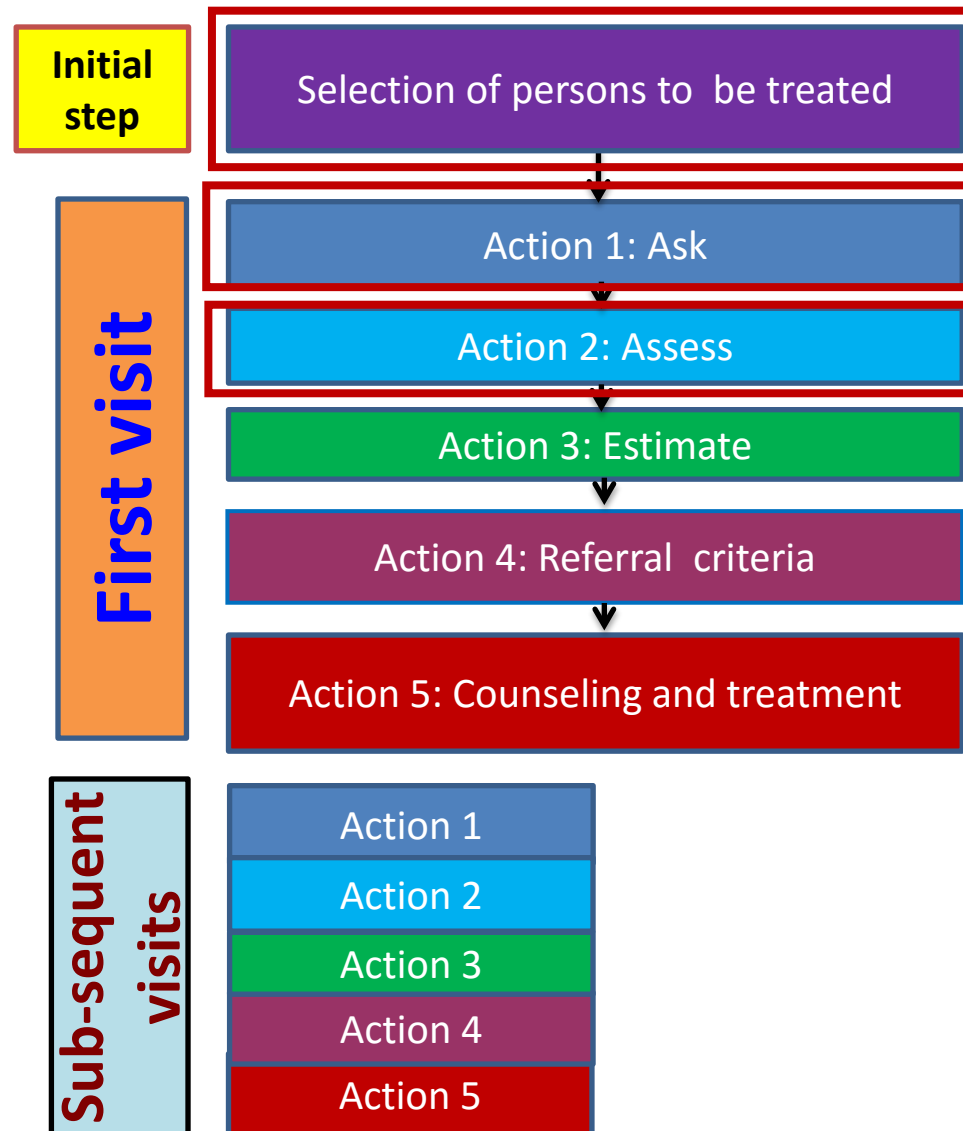 Initial
step
Selection of persons to  be treated
First visit
Action 1: Ask
Action 2: Assess
Action 3: Estimate
Action 4: Referral  criteria
Action 5: Counseling and treatment
Sub-sequent
visits
Action 1
Action 2
Action 3
Action 4
Action 5